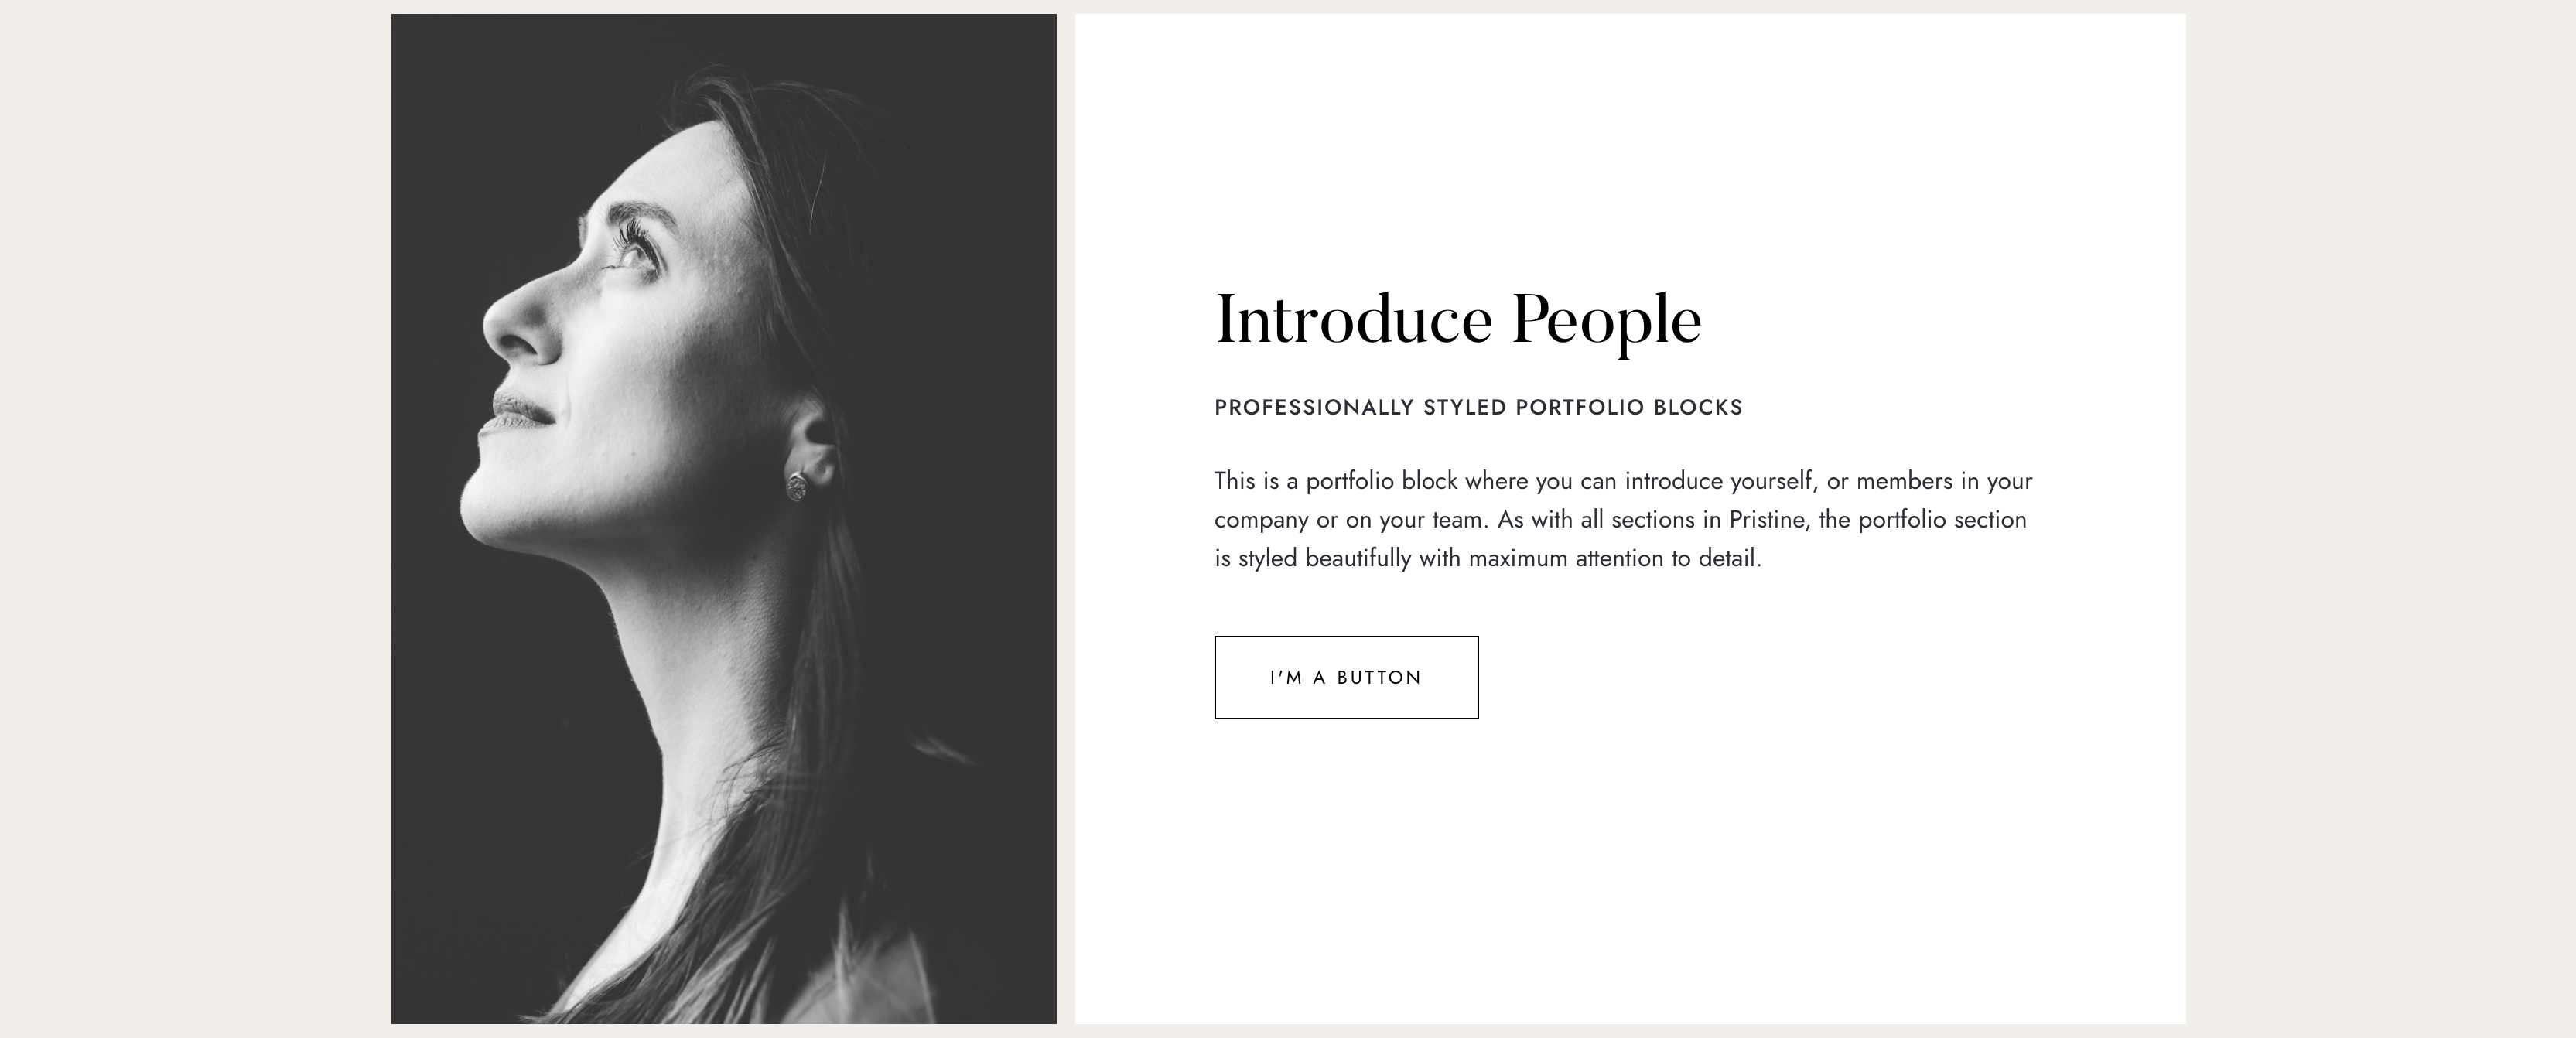 Introduce People
PROFESSIONALLY STYLED PORTFOLIO BLOCKS
This is a portfolio block where you can introduce yourself, or members in your
company or on your team. As with all sections in Pristine, the portfolio section
is styled beautifully with maximum attention to detail.
I'M A BUTTON